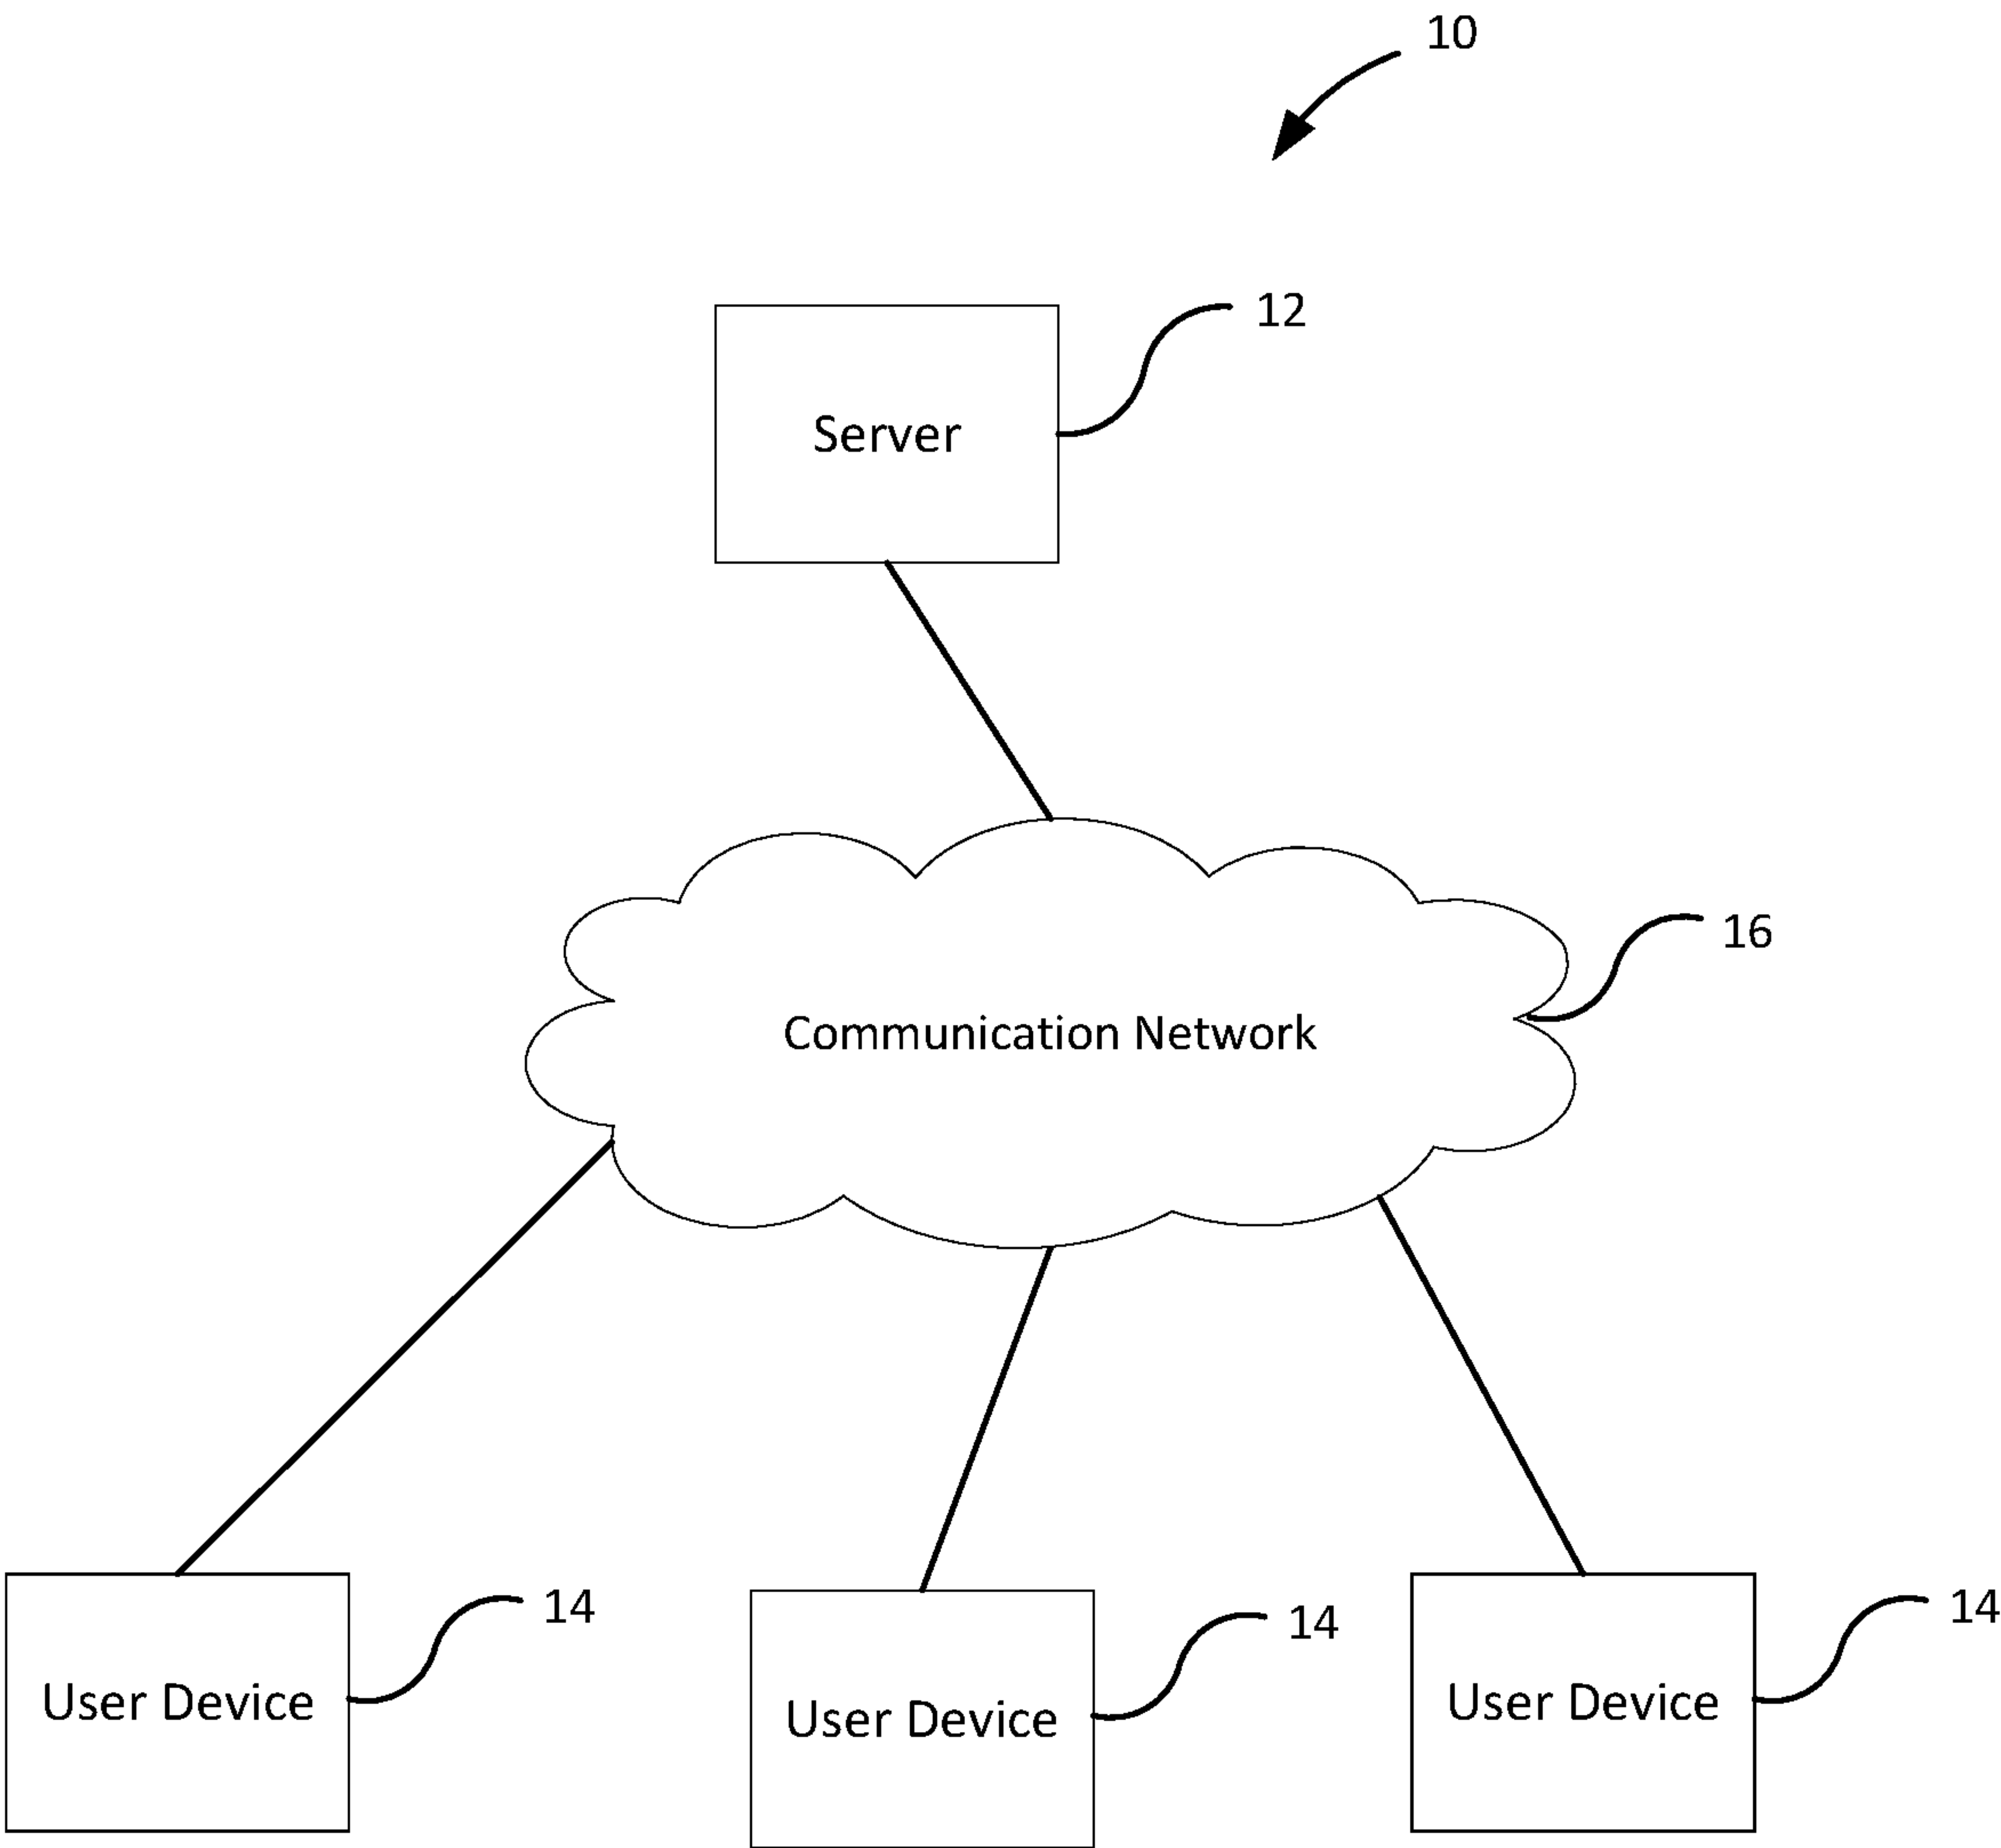 10
12
Server
16
Communication Network
14
14
14
User Device
User Device
User Device